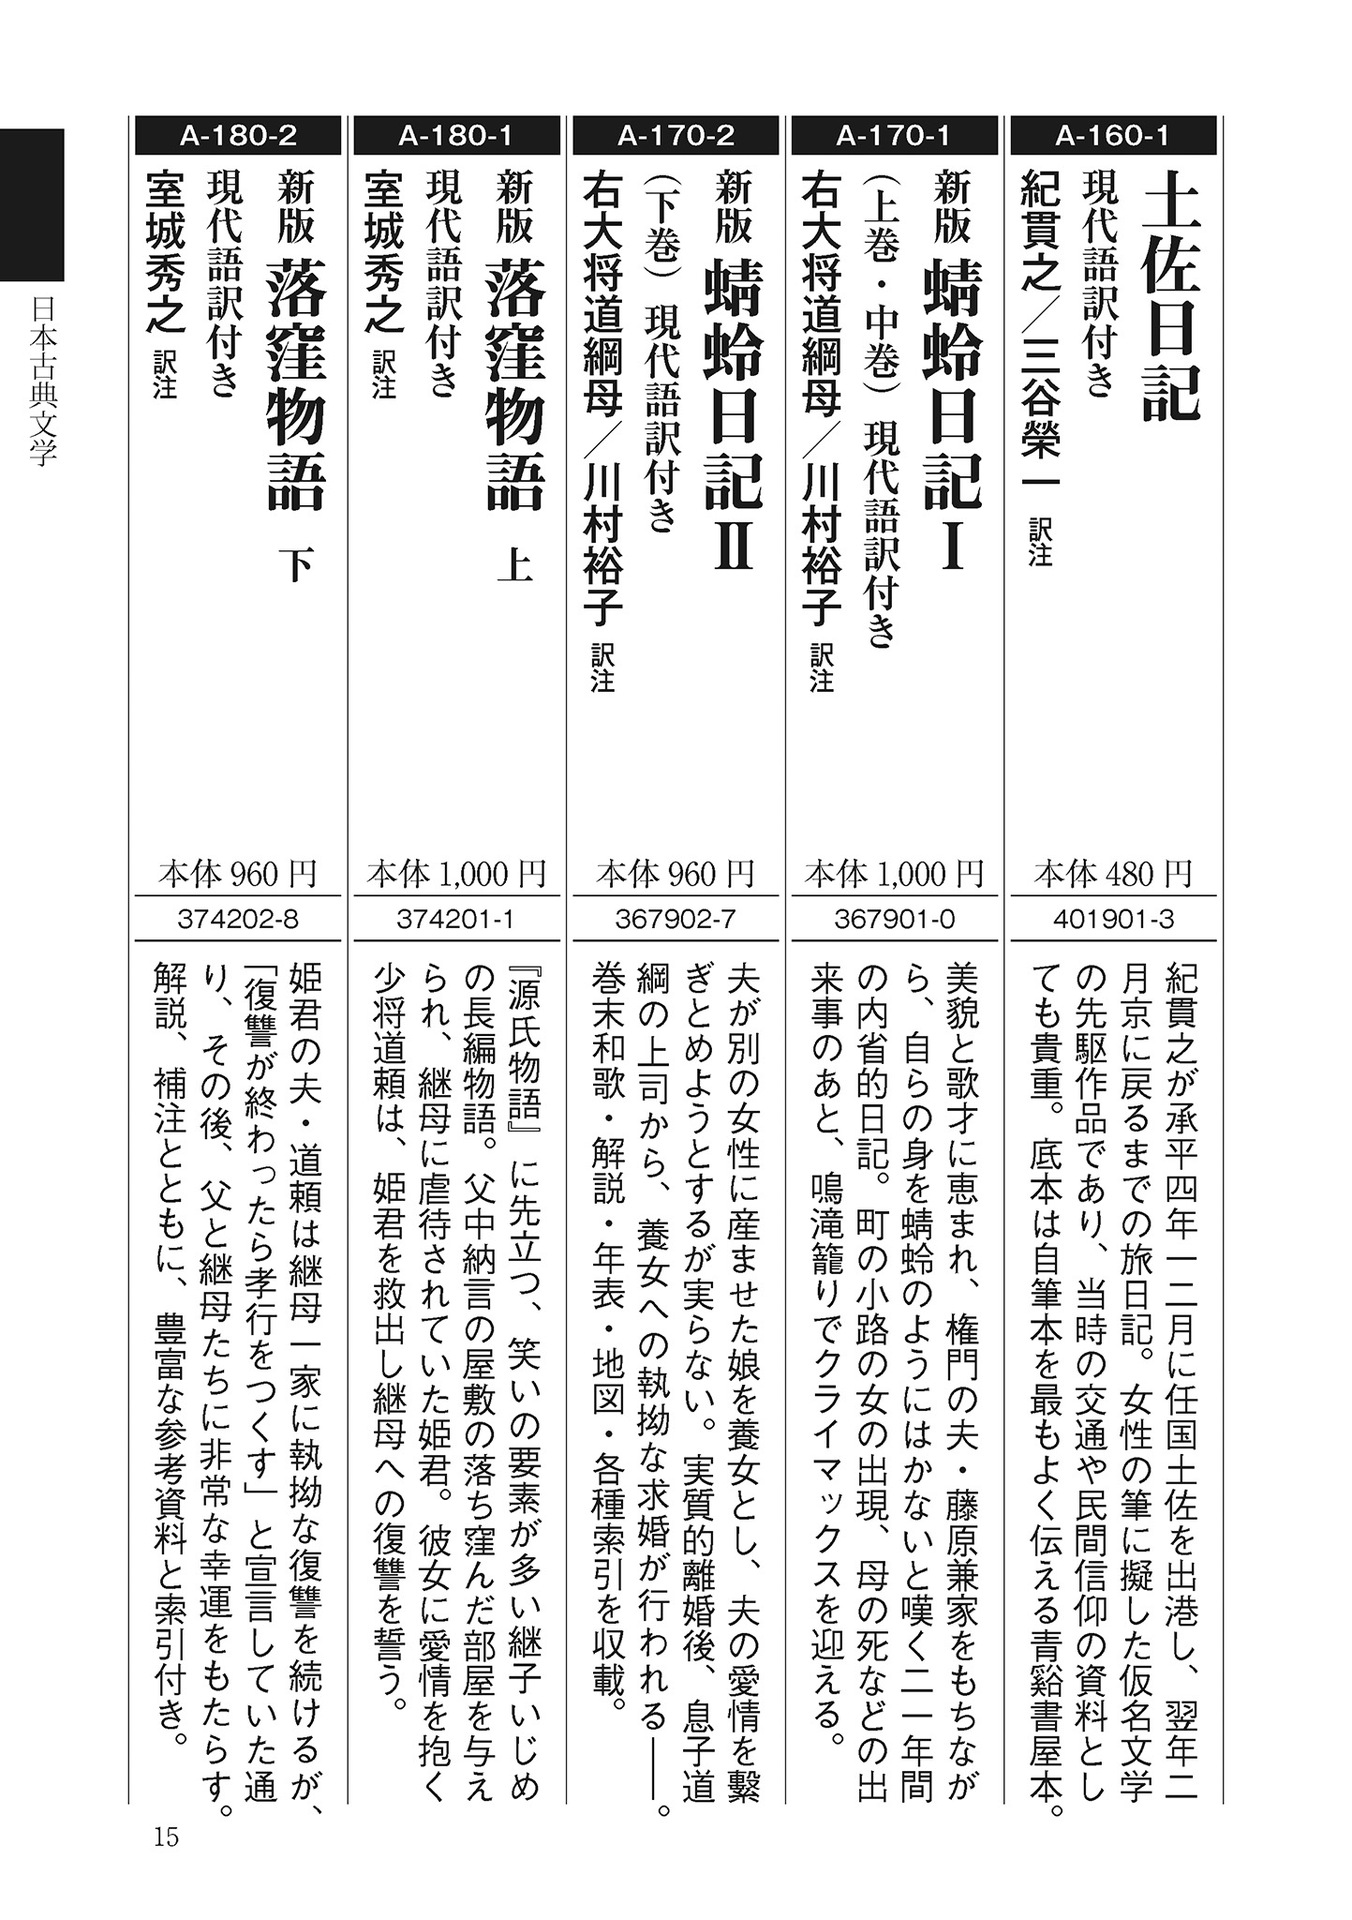 A-160-1
土佐日記
現代語訳付き
紀貫之／三谷榮一 訳注
本体 480 円
401901-3
紀貫之が承平四年一二月に任国土佐を出港し、翌年二
月京に戻るまでの旅日記。女性の筆に擬した仮名文学
の先駆作品であり、当時の交通や民間信仰の資料とし
ても貴重。底本は自筆本を最もよく伝える青谿書屋本。
A-170-1
新版 蜻蛉日記Ⅰ
（上巻・中巻）現代語訳付き
右大将道綱母／川村裕子 訳注
本体 1,000 円
367901-0
美貌と歌才に恵まれ、権門の夫・藤原兼家をもちなが
ら、自らの身を蜻蛉のようにはかないと嘆く二一年間
の内省的日記。町の小路の女の出現、母の死などの出
来事のあと、鳴滝籠りでクライマックスを迎える。
A-170-2
新版 蜻蛉日記Ⅱ
（下巻）現代語訳付き
右大将道綱母／川村裕子 訳注
本体 960 円
367902-7
夫が別の女性に産ませた娘を養女とし、夫の愛情を繫
ぎとめようとするが実らない。実質的離婚後、息子道
綱の上司から、養女への執拗な求婚が行われる――。
巻末和歌・解説・年表・地図・各種索引を収載。
A-180-1
新版 落窪物語 上
現代語訳付き
室城秀之 訳注
本体 1,000 円
374201-1
『源氏物語』に先立つ、笑いの要素が多い継子いじめ
の長編物語。父中納言の屋敷の落ち窪んだ部屋を与え
られ、継母に虐待されていた姫君。彼女に愛情を抱く
少将道頼は、姫君を救出し継母への復讐を誓う。
A-180-2
新版 落窪物語 下
現代語訳付き
室城秀之 訳注
本体 960 円
374202-8
姫君の夫・道頼は継母一家に執拗な復讐を続けるが、
「復讐が終わったら孝行をつくす」と宣言していた通
り、その後、父と継母たちに非常な幸運をもたらす。
解説、補注とともに、豊富な参考資料と索引付き。
日本古典文学
15